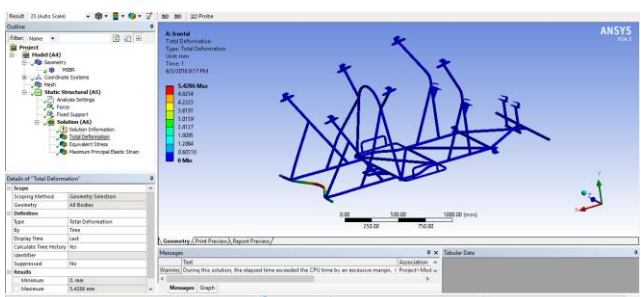 Result 25 (Auto Scale)
Probe
Outline
Filter: Name
Project
Model (A4)
Geometry
MSBR
Coordinate Systems
Mesh
Static Structural (A5)
Analysis Settings
Force
Fixed Support
Solution (A6)
Solution Information
Total Deformation
Equivalent Stress
Maximum Principal Elastic Strain
Details of "Total Deformation"
Scope
Scoping Method Geometry Selection
Geometry All Bodies
Definition
Type Total Deformation
By Time
Display Time Last
Calculate Time History Yes
Identifier
Suppressed No
Results
Minimum 0. mm
Maximum 5.4286 mm
A: frontal
Total Deformation
Type: Total Deformation
Unit: mm
Time: 1
5.4286 Max
4.8254
4.2223
3.6191
3.0159
2.4127
1.8095
1.2064
0.60318
0 Min
ANSYS
0.00 500.00 1000.00 (mm)
250.00 750.00
Geometry Print Preview Report Preview
Messages
Text Association
Warning During this solution, the elapsed time exceeded the CPU time by an excessive margin. Project>Mod
Messages Graph
Tabular Data
Y
X